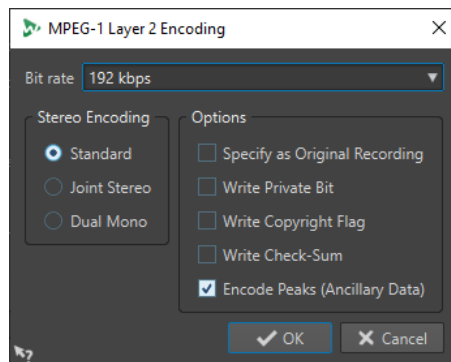 MPEG-1 Layer 2 Encoding
Bit rate 192 kbps
Stereo Encoding
Standard
Joint Stereo
Dual Mono
Options
Specify as Original Recording
Write Private Bit
Write Copyright Flag
Write Check-Sum
Encode Peaks (Ancillary Data)
OK Cancel